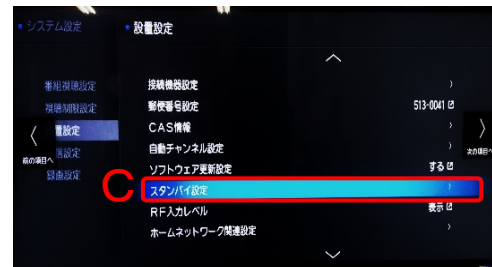 システム設定
設置設定
番組視聴設定
視聴制限設定
置設定
信設定
録画設定
前の項目へ
次の項目へ
接続機器設定
郵便番号設定 513-0041
CAS情報
自動チャンネル設定
ソフトウェア更新設定 する
C スタンバイ設定
RF入力レベル 表示
ホームネットワーク関連設定